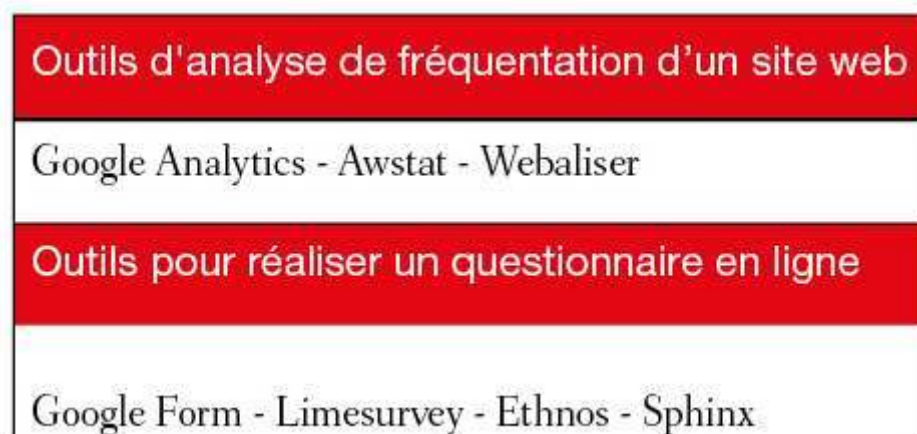 Outils d'analyse de fréquentation d’un site web
Google Analytics - Awstat - Webaliser
Outils pour réaliser un questionnaire en ligne
Google Form - Limesurvey - Ethnos - Sphinx